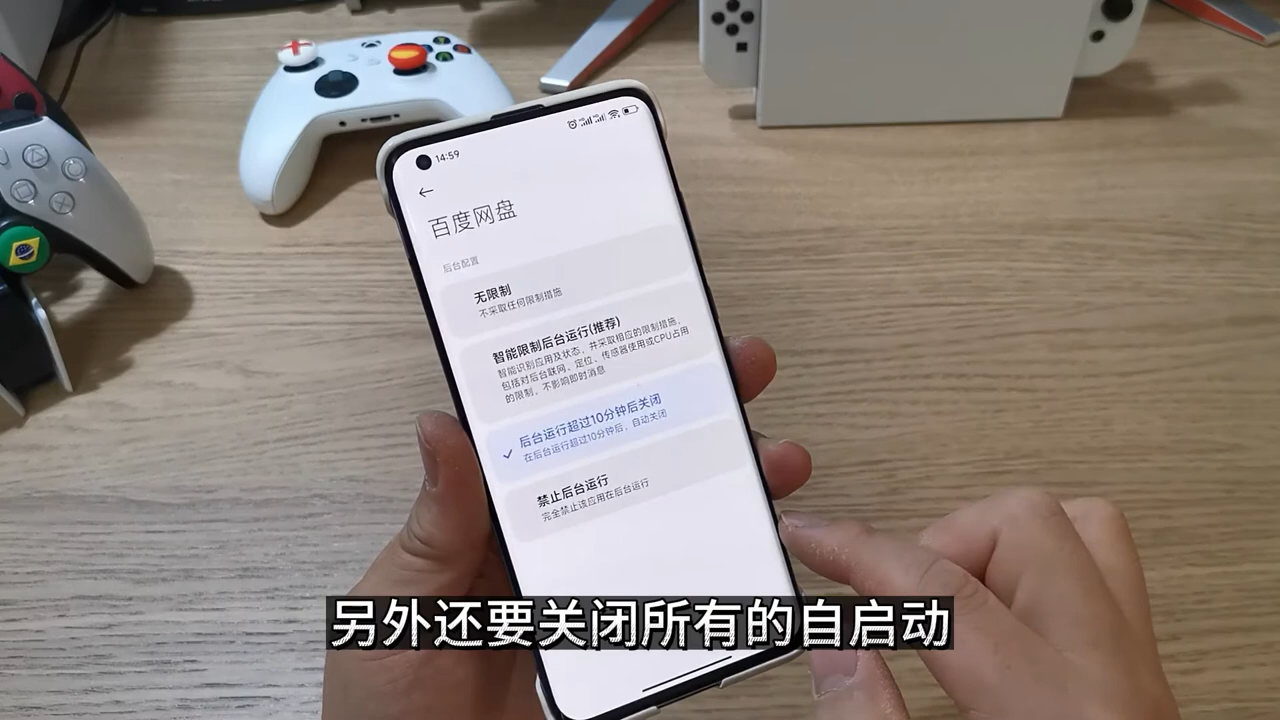 14:59
百度网盘
后台配置
无限制
不采取任何限制措施
智能限制后台运行(推荐)
智能识别应用及状态，并采取相应的限制措施，
包括对后台联网、定位、传感器使用或CPU占用
的限制，不影响即时消息
后台运行超过10分钟后关闭
在后台运行超过10分钟后，自动关闭
禁止后台运行
完全禁止该应用在后台运行
另外还要关闭所有的自启动